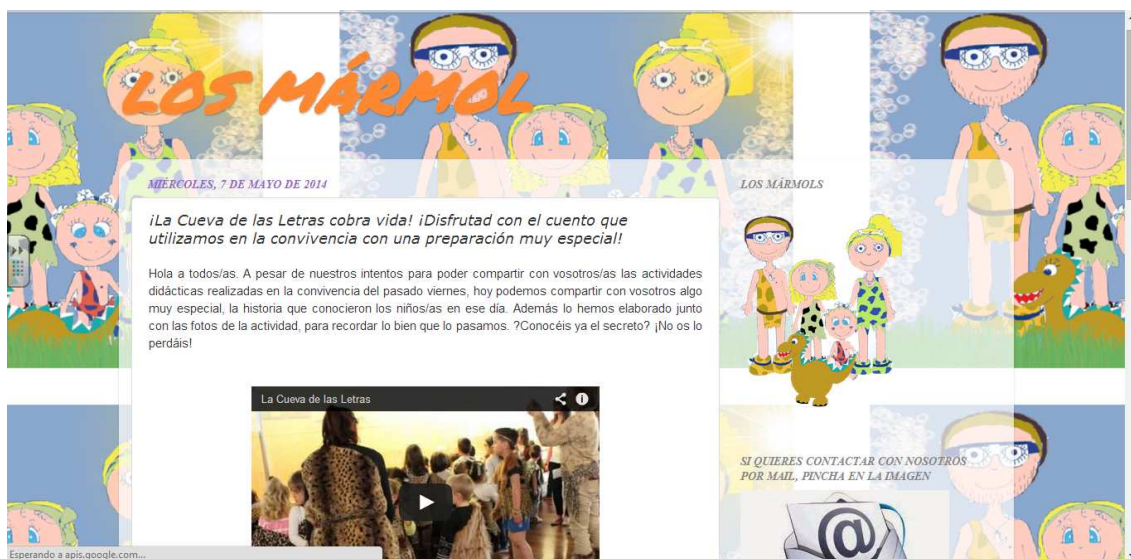 LOS MÁRMOL
MIÉRCOLES, 7 DE MAYO DE 2014
¡La Cueva de las Letras cobra vida! ¡Disfrutad con el cuento que
utilizamos en la convivencia con una preparación muy especial!
Hola a todos/as. A pesar de nuestros intentos para poder compartir con vosotros/as las actividades
didácticas realizadas en la convivencia del pasado viernes, hoy podemos compartir con vosotros algo
muy especial, la historia que conocieron los niños/as en ese día. Además lo hemos elaborado junto
con las fotos de la actividad, para recordar lo bien que lo pasamos. ?Conocéis ya el secreto? ¡No os lo
perdáis!
La Cueva de las Letras
LOS MÁRMOLS
SI QUIERES CONTACTAR CON NOSOTROS
POR MAIL, PINCHA EN LA IMAGEN
@
Esperando a apis.google.com...